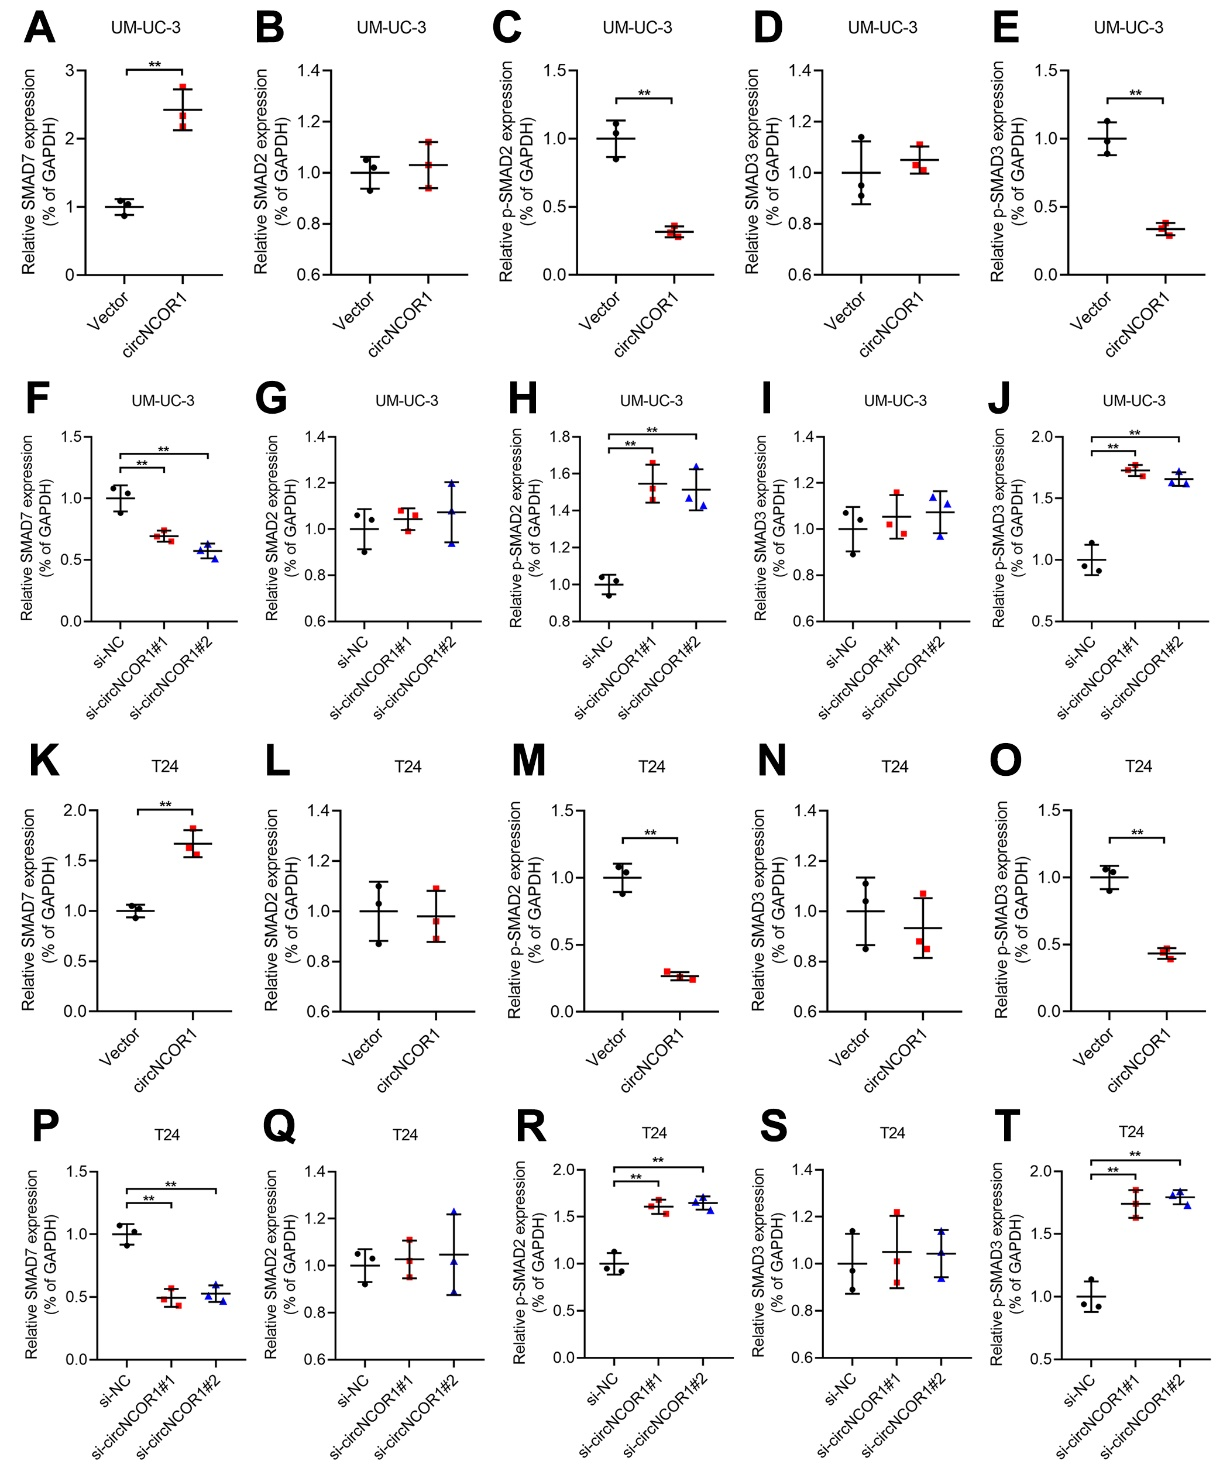 A
UM-UC-3
Relative SMAD7 expression
(% of GAPDH)
3
2
1
0
**
Vector
circNCOR1
B
UM-UC-3
Relative SMAD2 expression
(% of GAPDH)
1.4
1.2
1.0
0.8
0.6
Vector
circNCOR1
C
UM-UC-3
Relative p-SMAD2 expression
(% of GAPDH)
1.5
1.0
0.5
0.0
**
Vector
circNCOR1
D
UM-UC-3
Relative SMAD3 expression
(% of GAPDH)
1.4
1.2
1.0
0.8
0.6
Vector
circNCOR1
E
UM-UC-3
Relative p-SMAD3 expression
(% of GAPDH)
1.5
1.0
0.5
0.0
**
Vector
circNCOR1
F
UM-UC-3
Relative SMAD7 expression
(% of GAPDH)
1.5
1.0
0.5
0.0
**
**
si-NC
si-circNCOR1#1
si-circNCOR1#2
G
UM-UC-3
Relative SMAD2 expression
(% of GAPDH)
1.4
1.2
1.0
0.8
0.6
si-NC
si-circNCOR1#1
si-circNCOR1#2
H
UM-UC-3
Relative p-SMAD2 expression
(% of GAPDH)
1.8
1.6
1.4
1.2
1.0
0.8
**
**
si-NC
si-circNCOR1#1
si-circNCOR1#2
I
UM-UC-3
Relative SMAD3 expression
(% of GAPDH)
1.4
1.2
1.0
0.8
0.6
si-NC
si-circNCOR1#1
si-circNCOR1#2
J
UM-UC-3
Relative p-SMAD3 expression
(% of GAPDH)
2.0
1.5
1.0
0.5
**
**
si-NC
si-circNCOR1#1
si-circNCOR1#2
K
T24
Relative SMAD7 expression
(% of GAPDH)
2.0
1.5
1.0
0.5
0.0
**
Vector
circNCOR1
L
T24
Relative SMAD2 expression
(% of GAPDH)
1.4
1.2
1.0
0.8
0.6
Vector
circNCOR1
M
T24
Relative p-SMAD2 expression
(% of GAPDH)
1.5
1.0
0.5
0.0
**
Vector
circNCOR1
N
T24
Relative SMAD3 expression
(% of GAPDH)
1.4
1.2
1.0
0.8
0.6
Vector
circNCOR1
O
T24
Relative p-SMAD3 expression
(% of GAPDH)
1.5
1.0
0.5
0.0
**
Vector
circNCOR1
P
T24
Relative SMAD7 expression
(% of GAPDH)
1.5
1.0
0.5
0.0
**
**
si-NC
si-circNCOR1#1
si-circNCOR1#2
Q
T24
Relative SMAD2 expression
(% of GAPDH)
1.4
1.2
1.0
0.8
0.6
si-NC
si-circNCOR1#1
si-circNCOR1#2
R
T24
Relative p-SMAD2 expression
(% of GAPDH)
2.0
1.5
1.0
0.5
0.0
**
**
si-NC
si-circNCOR1#1
si-circNCOR1#2
S
T24
Relative SMAD3 expression
(% of GAPDH)
1.4
1.2
1.0
0.8
0.6
si-NC
si-circNCOR1#1
si-circNCOR1#2
T
T24
Relative p-SMAD3 expression
(% of GAPDH)
2.0
1.5
1.0
0.5
**
**
si-NC
si-circNCOR1#1
si-circNCOR1#2